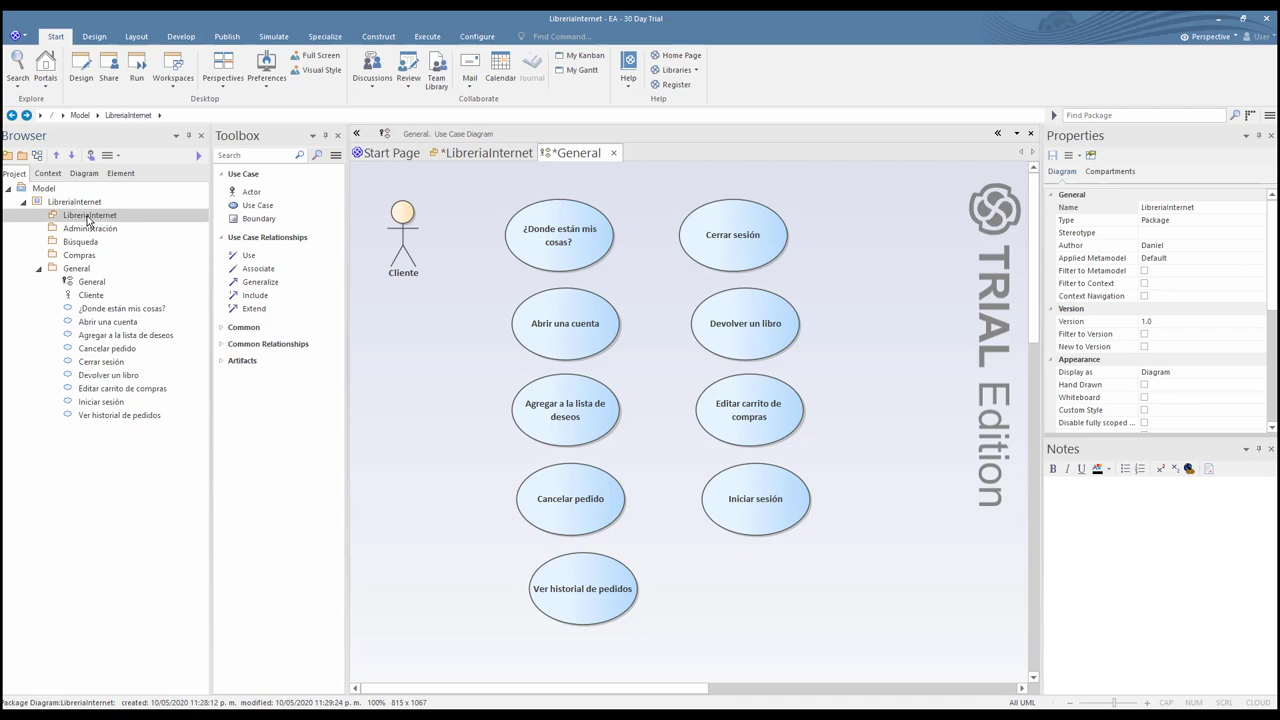 LibreriaInternet - EA - 30 Day Trial
Start Design Layout Develop Publish Simulate Specialize Construct Execute Configure Find Command... Perspective User
Search Portals Design Share Run Workspaces Perspectives Preferences Full Screen Visual Style Discussions Review Team Library Mail Calendar Journal My Kanban My Gantt Help Home Page Libraries Register
Explore Desktop Collaborate Help
/ Model LibreriaInternet Find Package
Browser
Project Context Diagram Element
Model
LibreriaInternet
LibreriaInternet
Administración
Búsqueda
Compras
General
General
Cliente
¿Donde están mis cosas?
Abrir una cuenta
Agregar a la lista de deseos
Cancelar pedido
Cerrar sesión
Devolver un libro
Editar carrito de compras
Iniciar sesión
Ver historial de pedidos
Toolbox
Search
Use Case
Actor
Use Case
Boundary
Use Case Relationships
Use
Associate
Generalize
Include
Extend
Common
Common Relationships
Artifacts
General. Use Case Diagram
Start Page *LibreriaInternet *General
Cliente
¿Donde están mis
cosas?
Cerrar sesión
Abrir una cuenta
Devolver un libro
Agregar a la lista de
deseos
Editar carrito de
compras
Cancelar pedido
Iniciar sesión
Ver historial de pedidos
TRIAL Edition
Properties
Diagram Compartments
General
Name LibreriaInternet
Type Package
Stereotype
Author Daniel
Applied Metamodel Default
Filter to Metamodel
Filter to Context
Context Navigation
Version
Version 1.0
Filter to Version
New to Version
Appearance
Display as Diagram
Hand Drawn
Whiteboard
Custom Style
Disable fully scoped ...
Notes
B I U A
Package Diagram:LibreriaInternet: created: 10/05/2020 11:28:12 p. m. modified: 10/05/2020 11:29:24 p. m. 100% 815 x 1067 All UML CAP NUM SCRL CLOUD